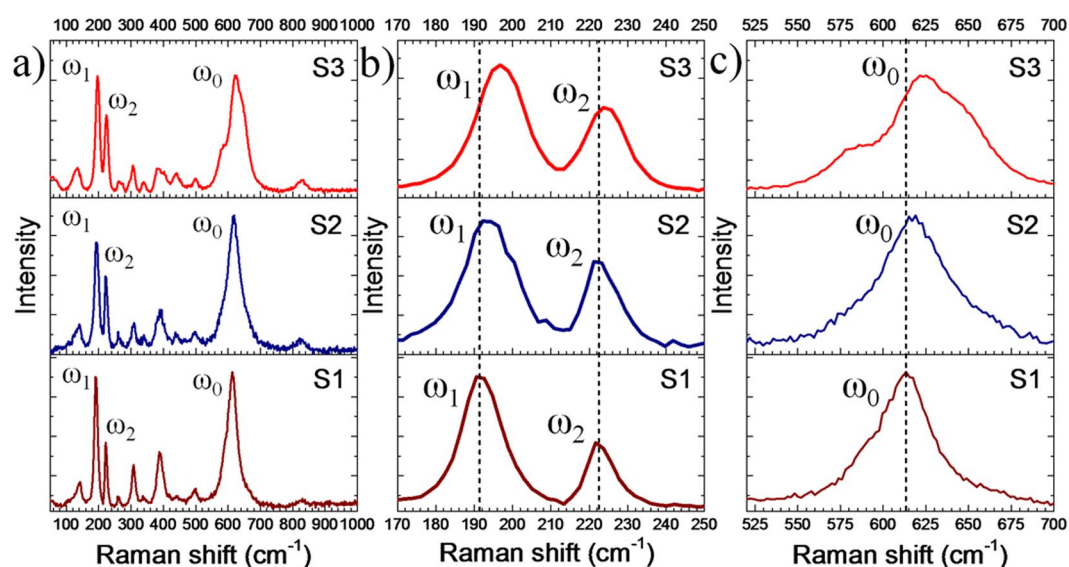 100 200 300 400 500 600 700 800 900 1000
170 180 190 200 210 220 230 240 250
525 550 575 600 625 650 675 700
a)
ω1
ω2
ω0
S3
b)
ω1
ω2
S3
c)
ω0
S3
Intensity
ω1
ω2
ω0
S2
Intensity
ω1
ω2
S2
Intensity
ω0
S2
ω1
ω2
ω0
S1
ω1
ω2
S1
ω0
S1
100 200 300 400 500 600 700 800 900 1000
170 180 190 200 210 220 230 240 250
525 550 575 600 625 650 675 700
Raman shift (cm⁻¹)
Raman shift (cm⁻¹)
Raman shift (cm⁻¹)